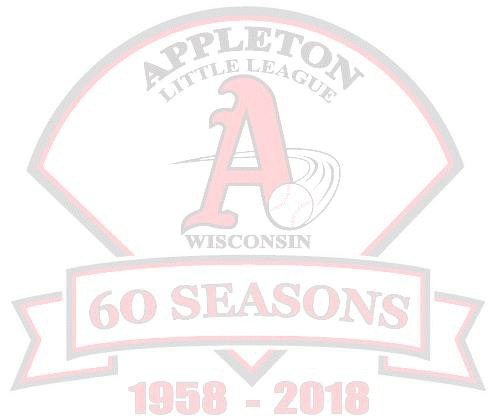 APPLETON
LITTLE LEAGUE
A
WISCONSIN
60 SEASONS
1958 - 2018